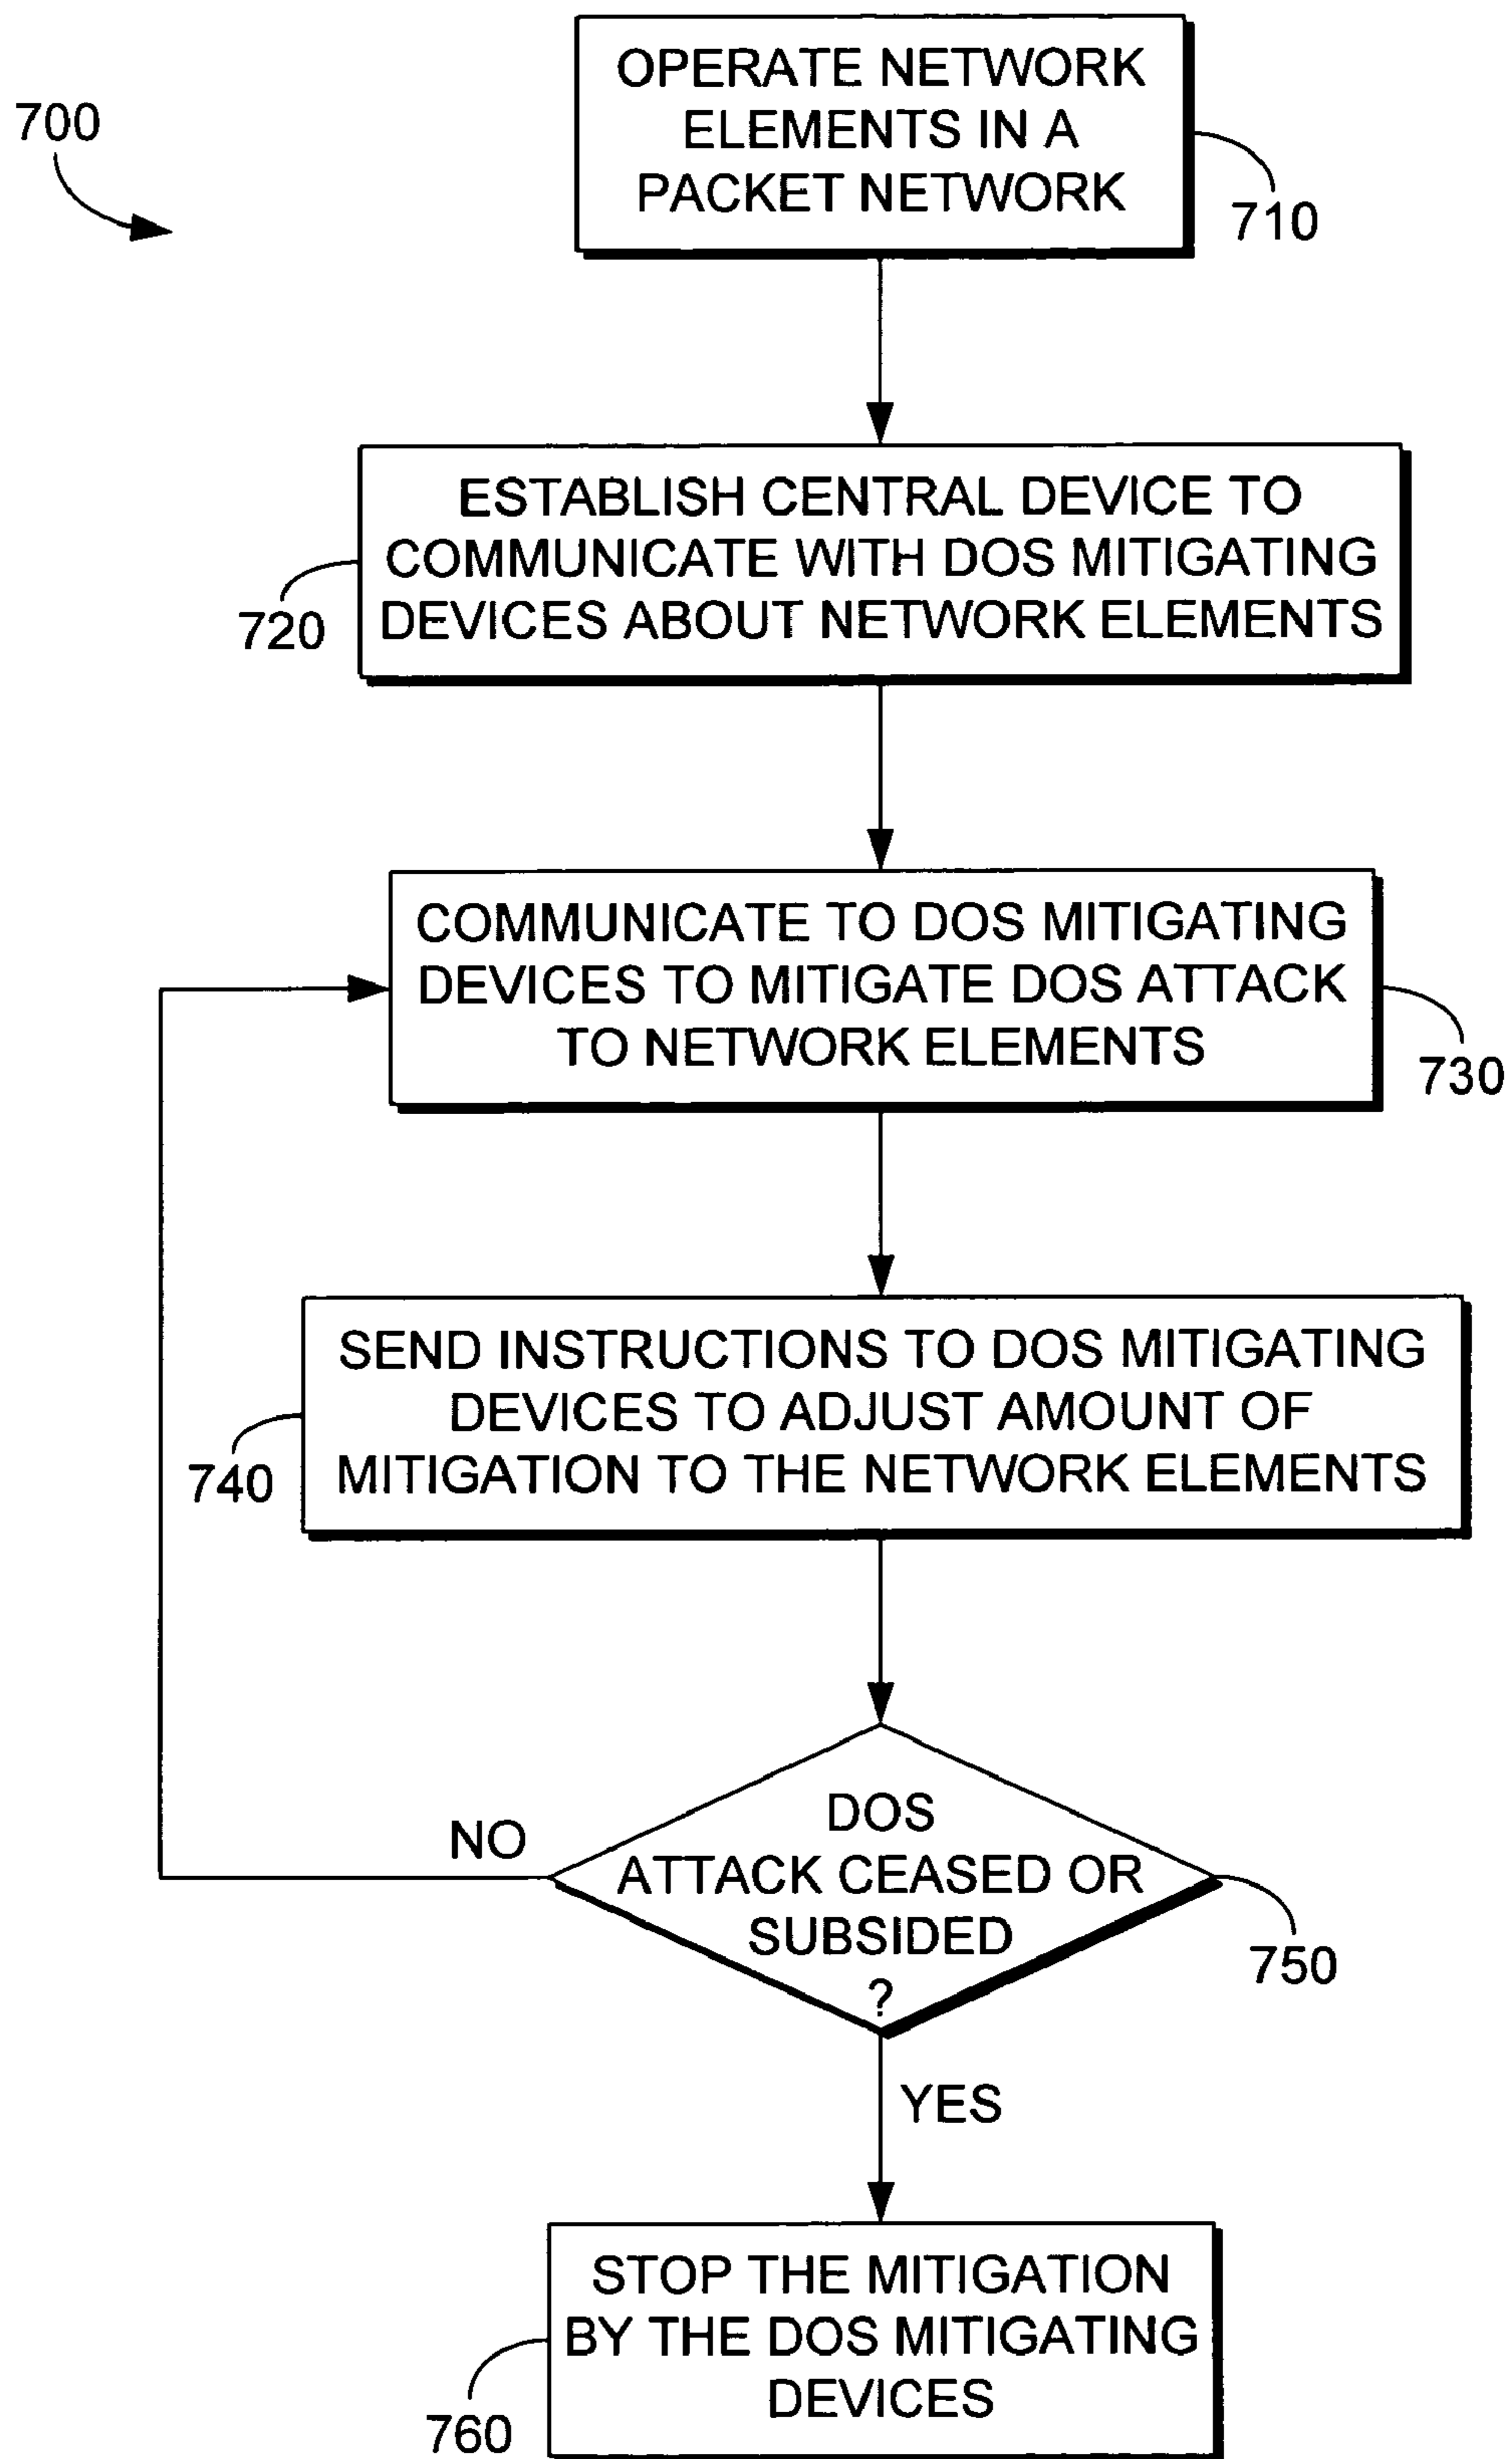 700
OPERATE NETWORK
ELEMENTS IN A
PACKET NETWORK
710
ESTABLISH CENTRAL DEVICE TO
COMMUNICATE WITH DOS MITIGATING
DEVICES ABOUT NETWORK ELEMENTS
720
COMMUNICATE TO DOS MITIGATING
DEVICES TO MITIGATE DOS ATTACK
TO NETWORK ELEMENTS
730
SEND INSTRUCTIONS TO DOS MITIGATING
DEVICES TO ADJUST AMOUNT OF
MITIGATION TO THE NETWORK ELEMENTS
740
NO
DOS
ATTACK CEASED OR
SUBSIDED
?
750
YES
STOP THE MITIGATION
BY THE DOS MITIGATING
DEVICES
760